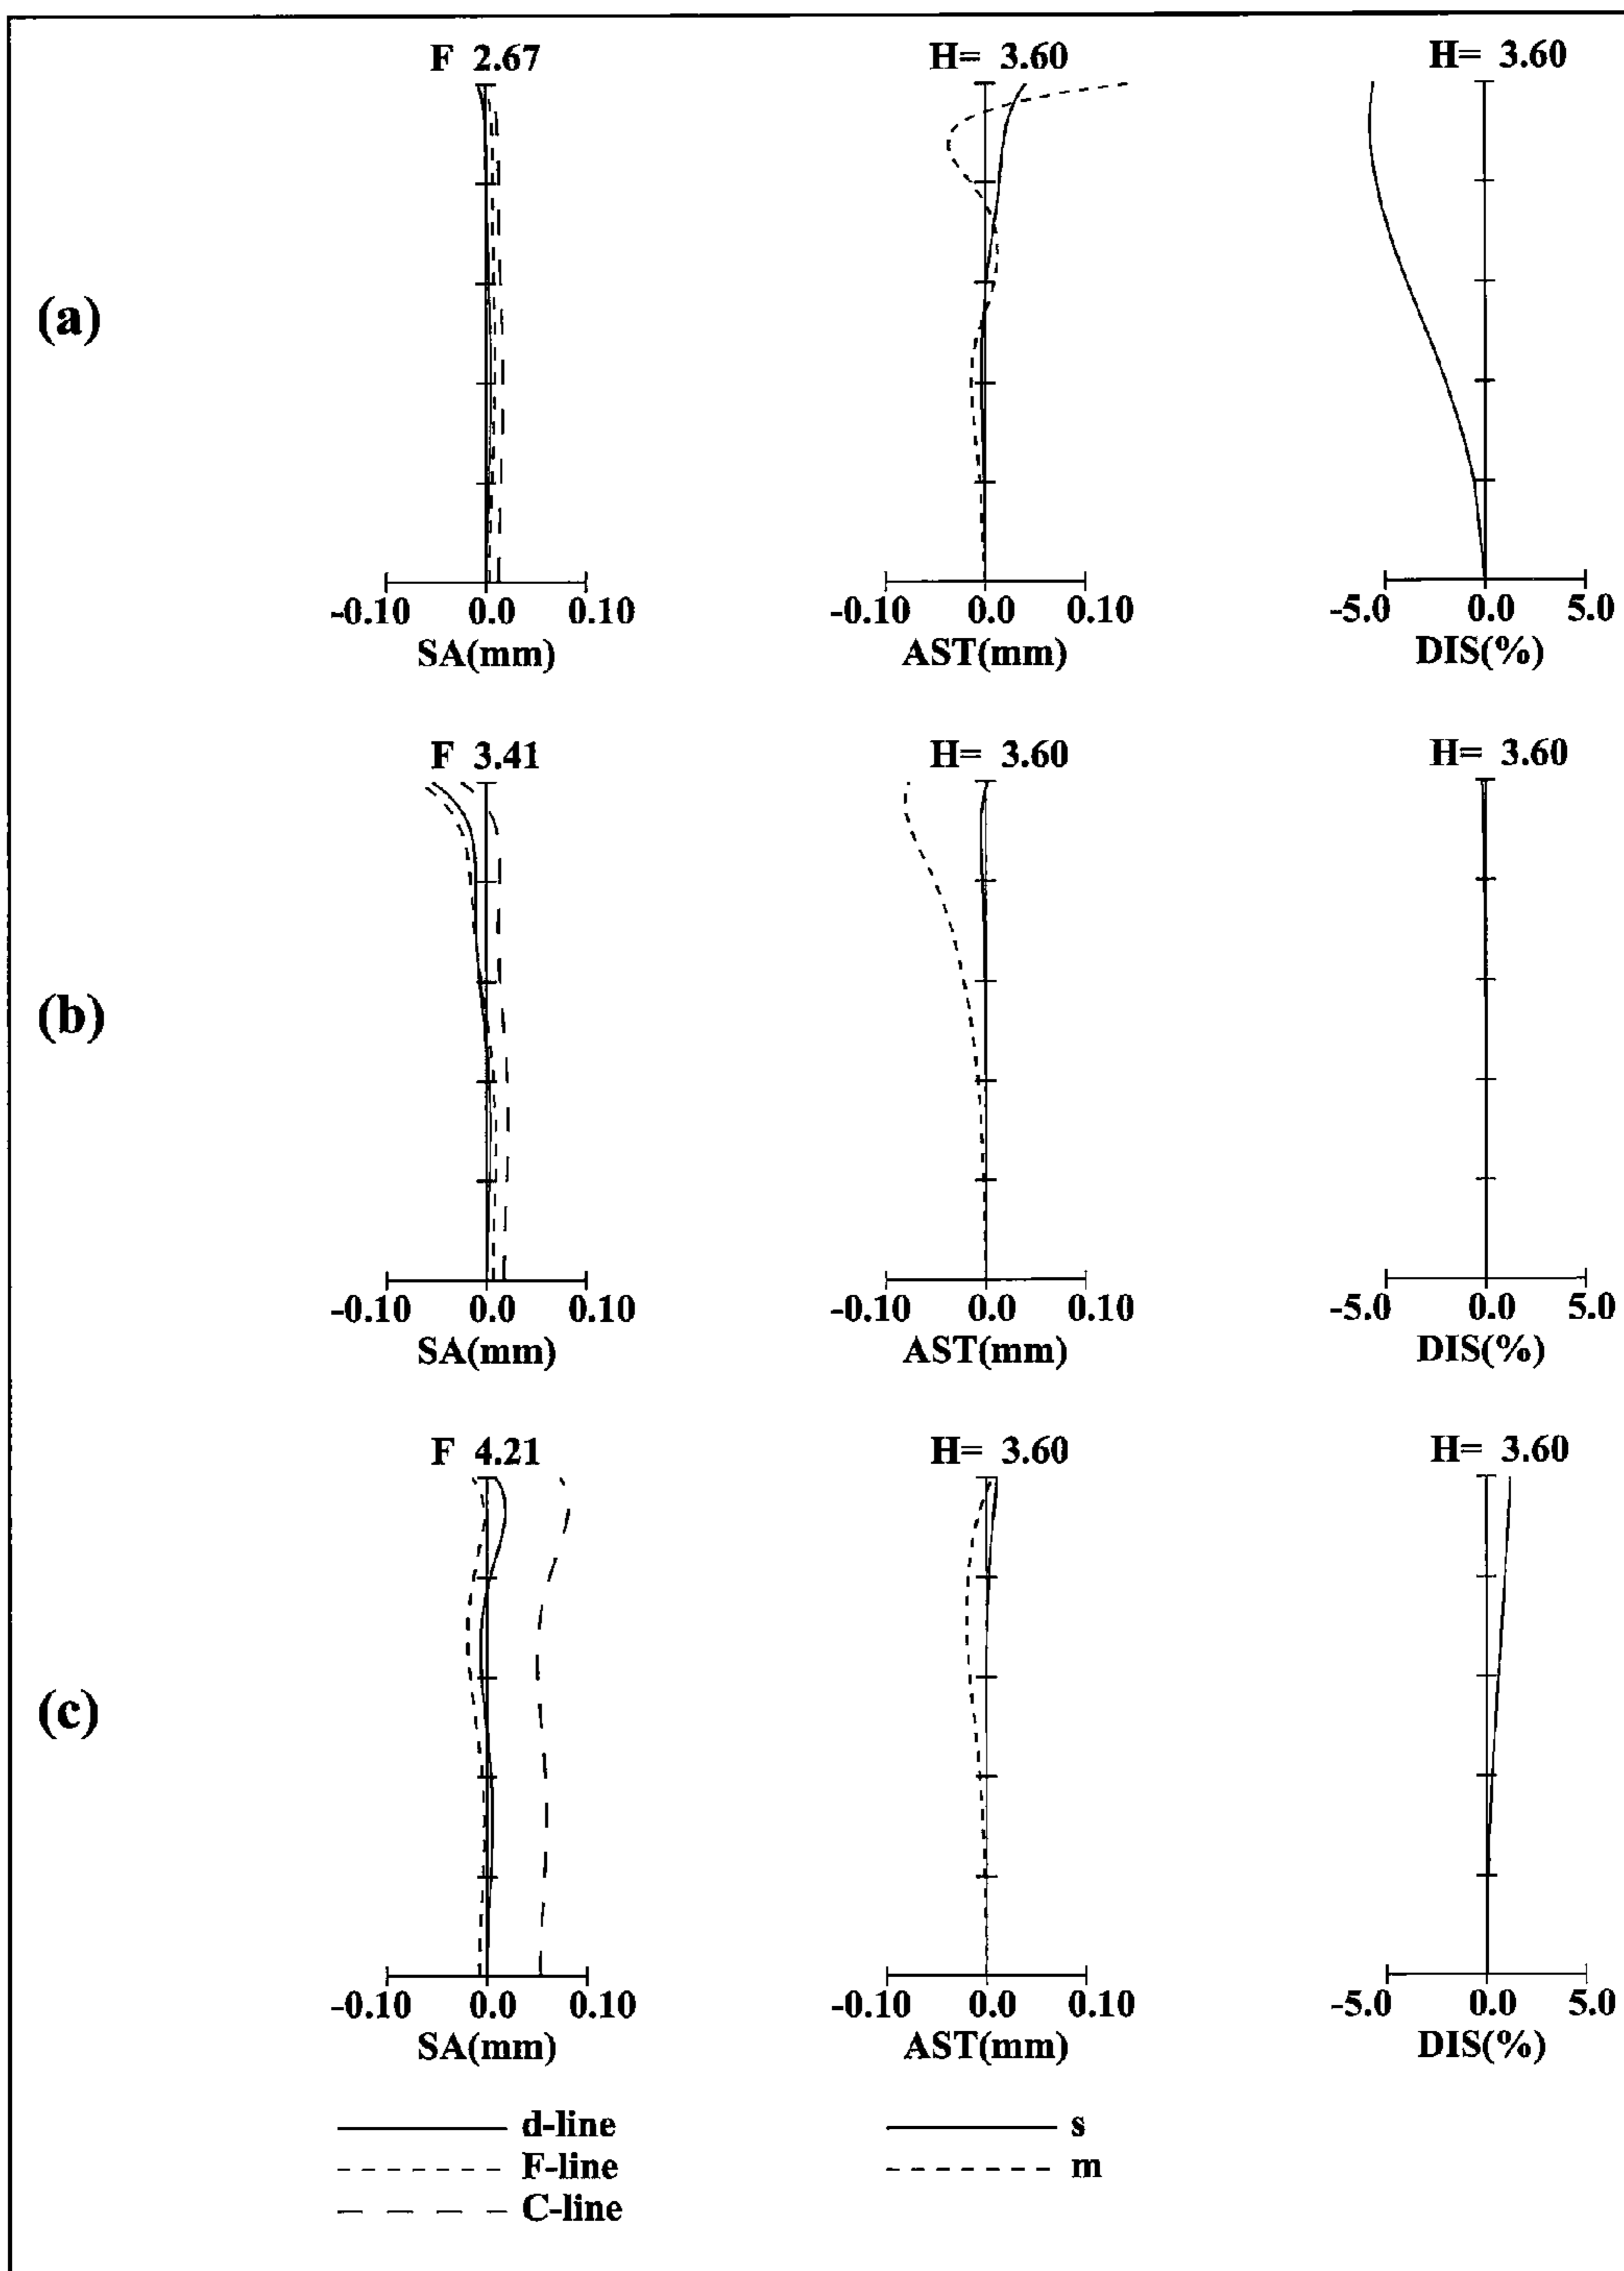 F 2.67
H= 3.60
H= 3.60
(a)
-0.10 0.0 0.10
SA(mm)
-0.10 0.0 0.10
AST(mm)
-5.0 0.0 5.0
DIS(%)
F 3.41
H= 3.60
H= 3.60
(b)
-0.10 0.0 0.10
SA(mm)
-0.10 0.0 0.10
AST(mm)
-5.0 0.0 5.0
DIS(%)
F 4.21
H= 3.60
H= 3.60
(c)
-0.10 0.0 0.10
SA(mm)
-0.10 0.0 0.10
AST(mm)
-5.0 0.0 5.0
DIS(%)
d-line
F-line
C-line
s
m